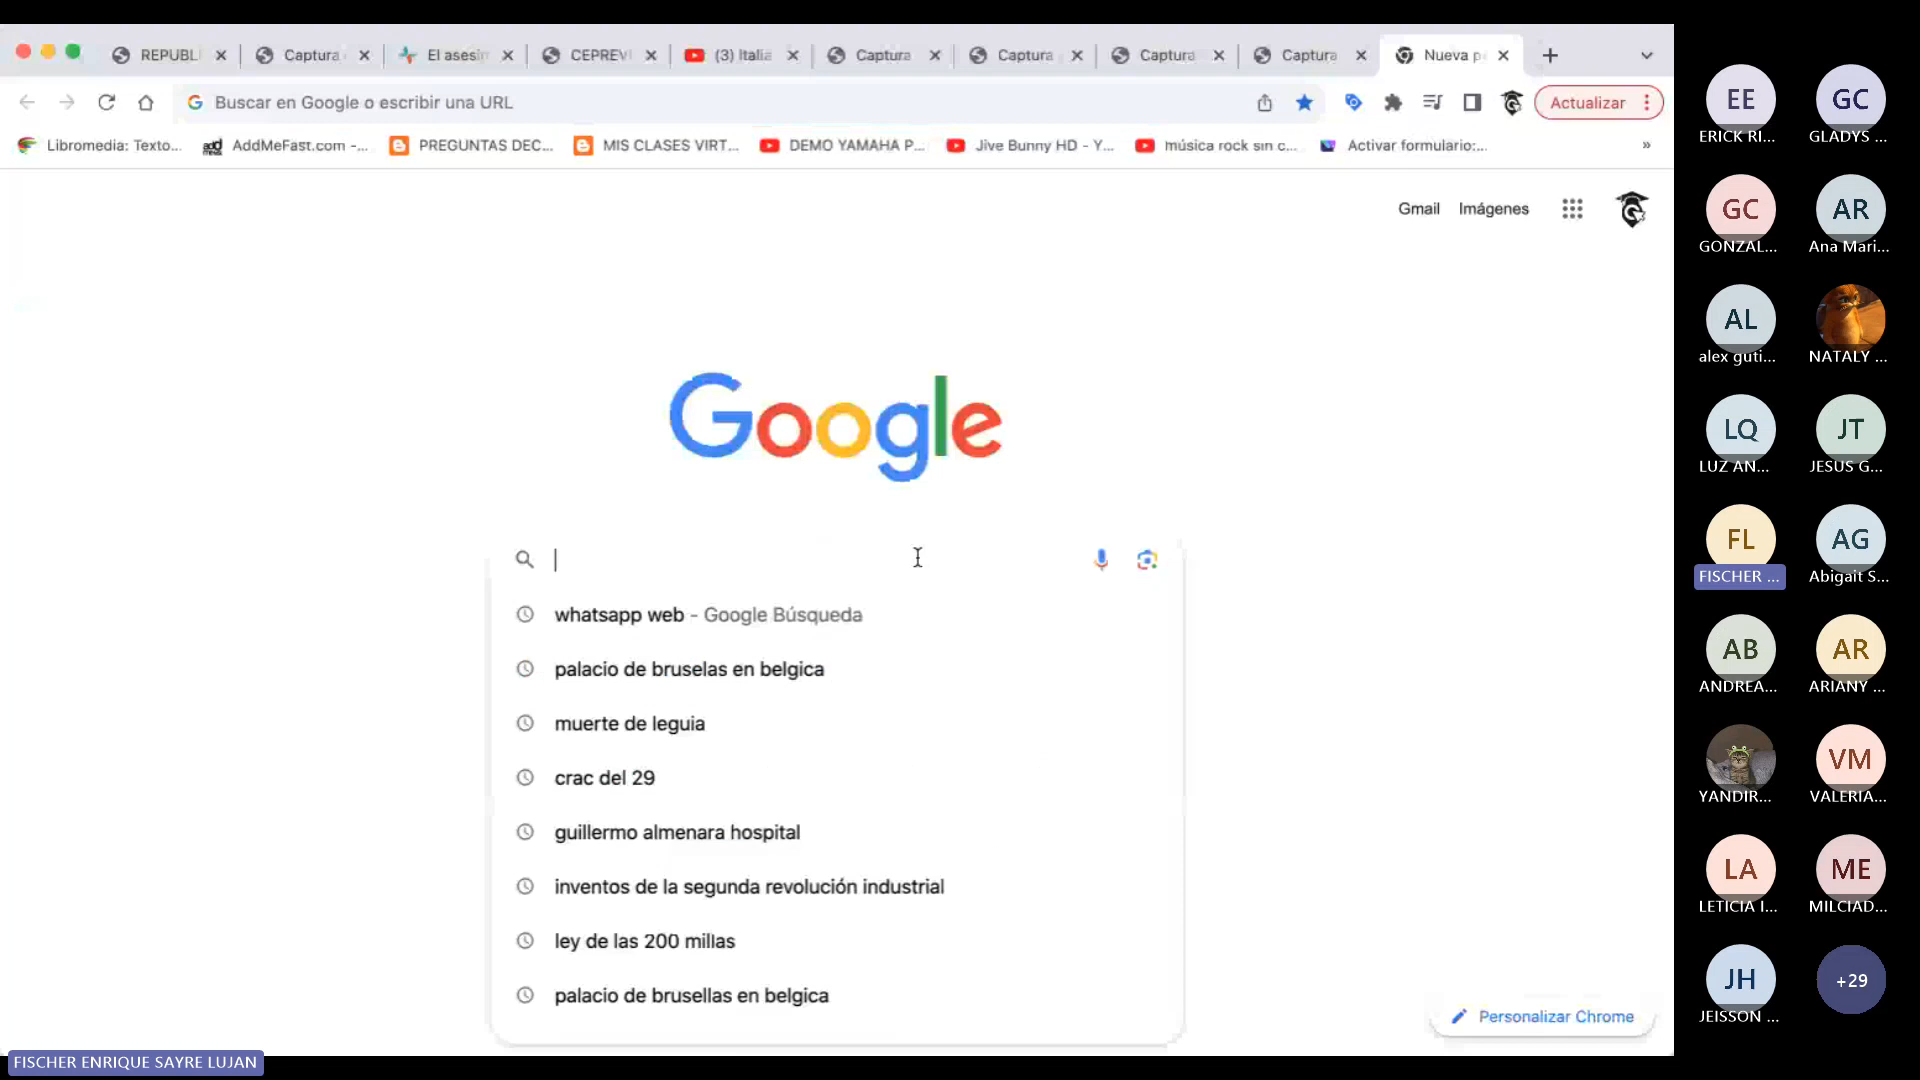 REPUBLI
Captura
El asesin
CEPREVI
(3) Italia
Captura
Captura
Captura
Captura
Nueva p
Buscar en Google o escribir una URL
Actualizar
Libromedia: Texto...
AddMeFast.com -...
PREGUNTAS DEC...
MIS CLASES VIRT...
DEMO YAMAHA P...
Jive Bunny HD - Y...
música rock sin c...
Activar formulario:...
»
Gmail
Imágenes
Google
whatsapp web - Google Búsqueda
palacio de bruselas en belgica
muerte de leguia
crac del 29
guillermo almenara hospital
inventos de la segunda revolución industrial
ley de las 200 millas
palacio de brusellas en belgica
Personalizar Chrome
FISCHER ENRIQUE SAYRE LUJAN
EE
ERICK RI...
GC
GLADYS ...
GC
GONZAL...
AR
Ana Mari...
AL
alex guti...
NATALY ...
LQ
LUZ AN...
JT
JESUS G...
FL
FISCHER ...
AG
Abigait S...
AB
ANDREA...
AR
ARIANY ...
YANDIR...
VM
VALERIA...
LA
LETICIA I...
ME
MILCIAD...
JH
JEISSON ...
+29